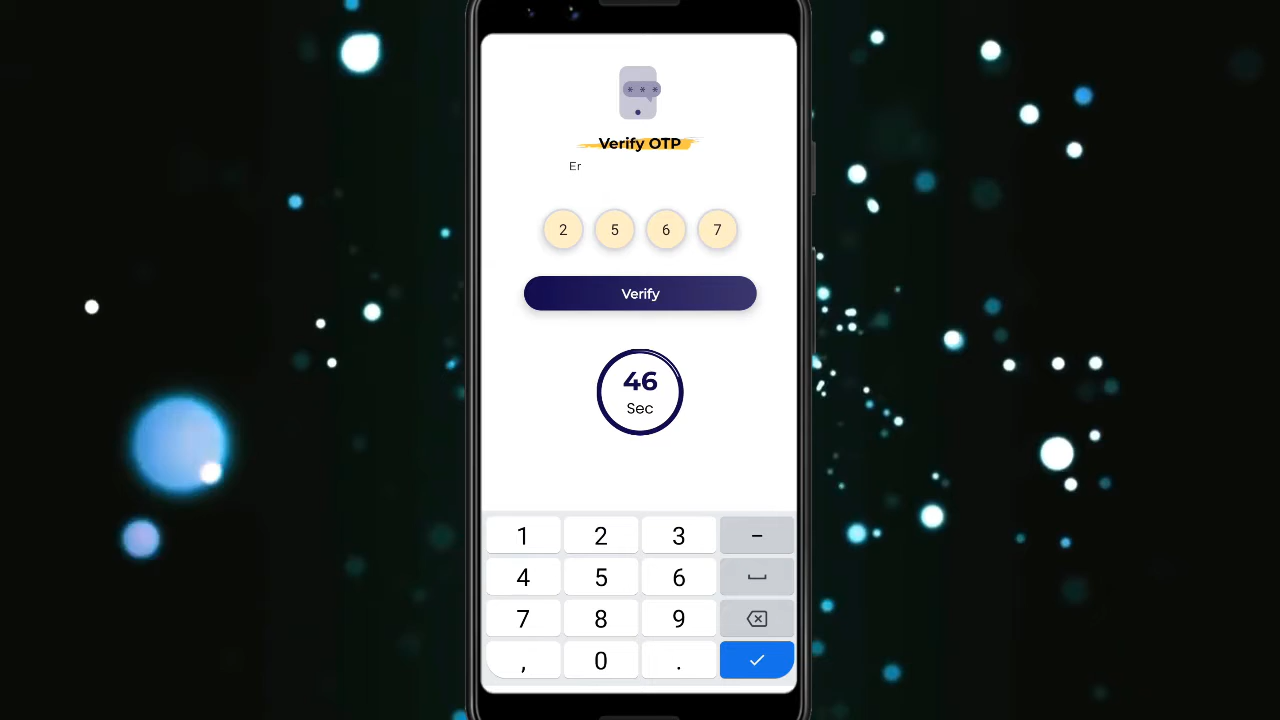 * * *
Verify OTP
Er
2 5 6 7
Verify
46
Sec
1 2 3 -
4 5 6
7 8 9
, 0 .